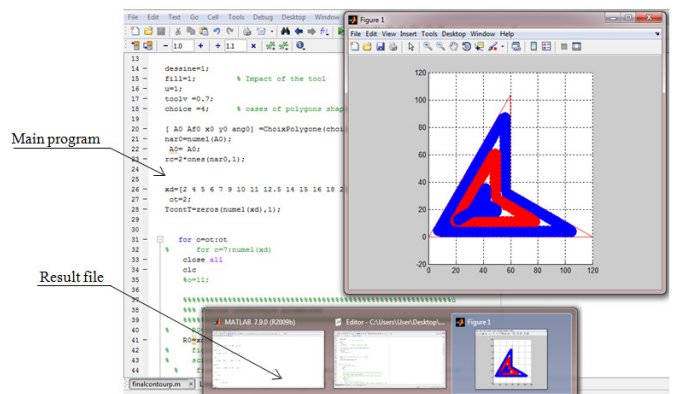 File Edit Text Go Cell Tools Debug Desktop Window
- 1.0 + ÷ 1.1 ×
13
14 - dessine=1;
15 - fill=1; % Impact of the tool
16 - u=1;
17 - toolv =0.7;
18 - choice =4; % cases of polygons shap
19
20 - [ A0 Af0 x0 y0 ang0] =ChoixPolygone(choi
21 - nar0=numel(A0);
22 - A0= A0;
23 - rc=2*ones(nar0,1);
24
25
26 - xd=[2 4 5 6 7 9 10 11 12.5 14 15 16 18 2
27 - ot=2;
28 - TcontT=zeros(numel(xd),1);
29
30
31 - for o=ot:ot
32 % for o=7:numel(xd)
33 - close all
34 - clc
35 %o=11;
36
37
38
39
40
41 -
42
43
44
finalcontourp.m ×
Main program
Result file
Figure 1
File Edit View Insert Tools Desktop Window Help
120
100
80
60
40
20
0
-20
0 20 40 60 80 100 120
MATLAB 7.9.0 (R2009b)
Editor - C:\Users\User\Desktop\...
Figure 1